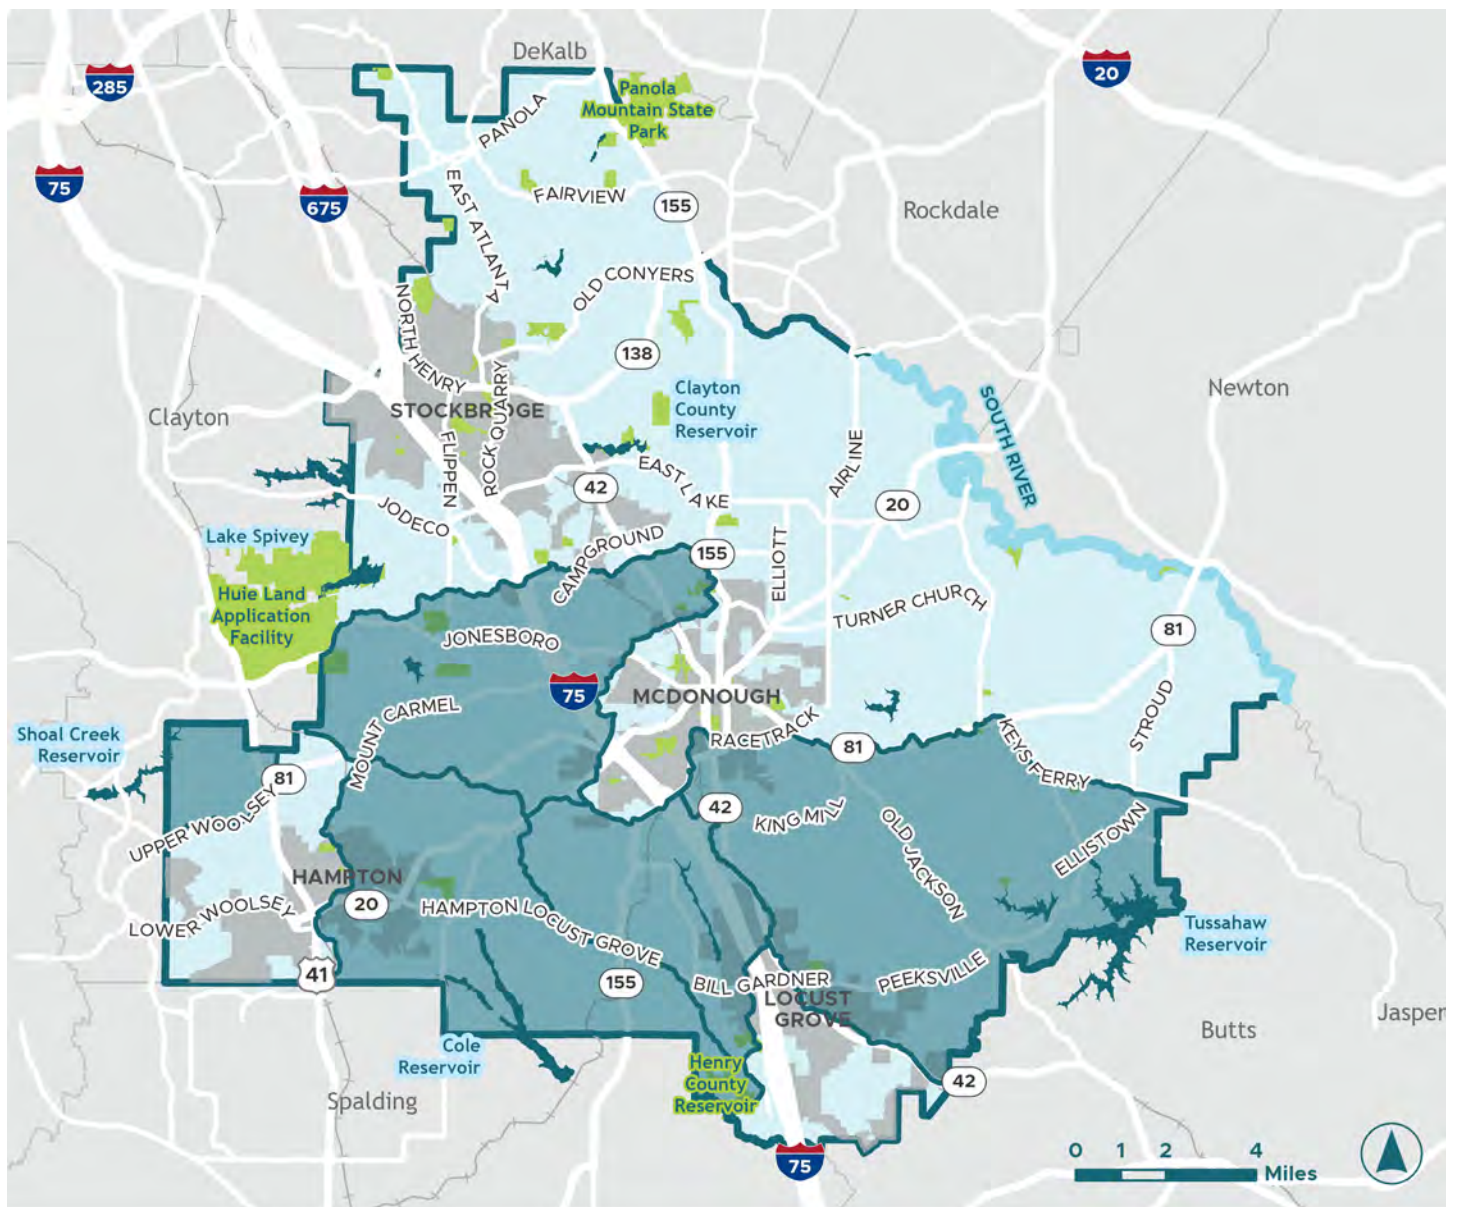 DeKalb
285
20
Panola
Mountain State
Park
PANOLA
75
675
EAST ATLANTA
FAIRVIEW
155
Rockdale
OLD CONYERS
NORTH HENRY
138
Clayton
County
Reservoir
Newton
Clayton
STOCKBRIDGE
ROCK QUARRY
FLIPPEN
SOUTH RIVER
AIRLINE
EAST LAKE
42
20
JODECO
Lake Spivey
CAMPGROUND
155
ELLIOTT
Huie Land
Application
Facility
TURNER CHURCH
81
JONESBORO
75
MCDONOUGH
MOUNT CARMEL
STROUD
RACETRACK
81
KEYS FERRY
Shoal Creek
Reservoir
81
UPPER WOOLSEY
42
KING MILL
OLD JACKSON
ELLISTOWN
HAMPTON
20
LOWER WOOLSEY
HAMPTON LOCUST GROVE
Tussahaw
Reservoir
41
155
BILL GARDNER
PEEKSVILLE
LOCUST
GROVE
Jasper
Butts
Cole
Reservoir
Henry
County
Reservoir
42
Spalding
75
0 1 2 4
Miles